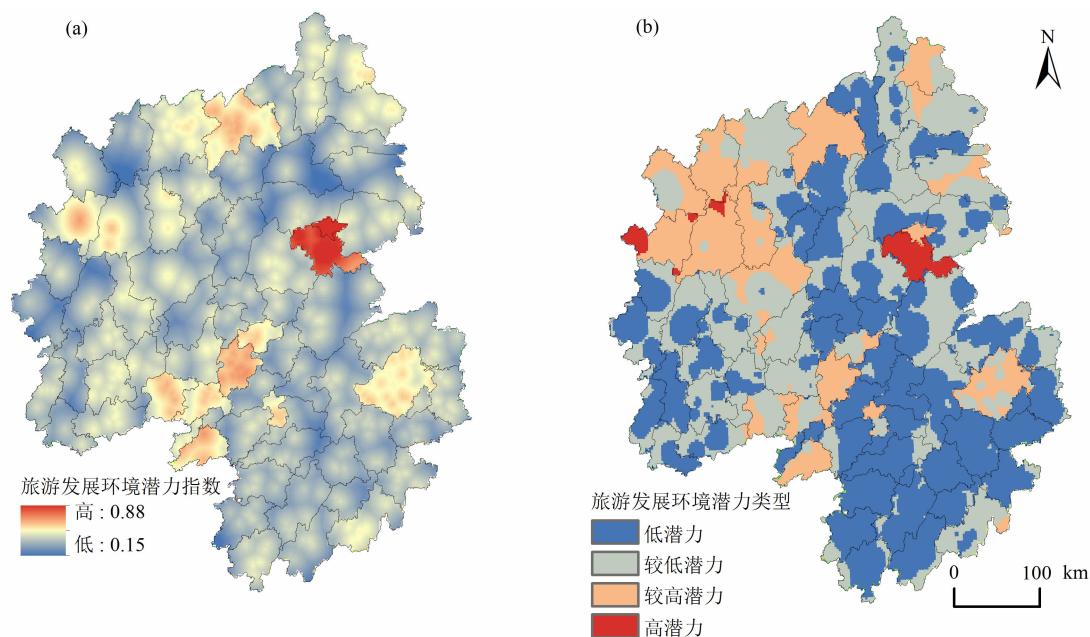 (a)
(b)
N
旅游发展环境潜力指数
高 : 0.88
低 : 0.15
旅游发展环境潜力类型
低潜力
较低潜力
较高潜力
高潜力
0 100 km